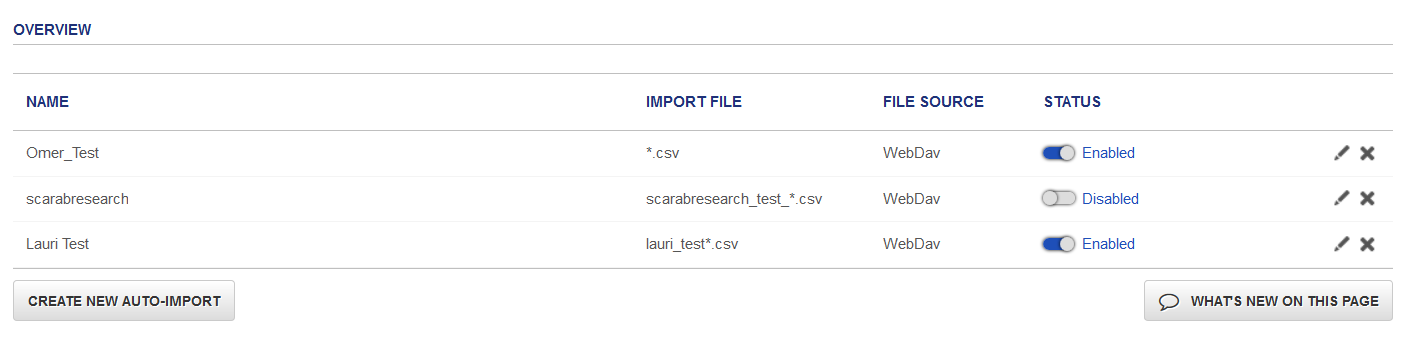 OVERVIEW
NAME IMPORT FILE FILE SOURCE STATUS
Omer_Test *.csv WebDav Enabled
scarabresearch scarabresearch_test_*.csv WebDav Disabled
Lauri Test lauri_test*.csv WebDav Enabled
CREATE NEW AUTO-IMPORT WHAT'S NEW ON THIS PAGE